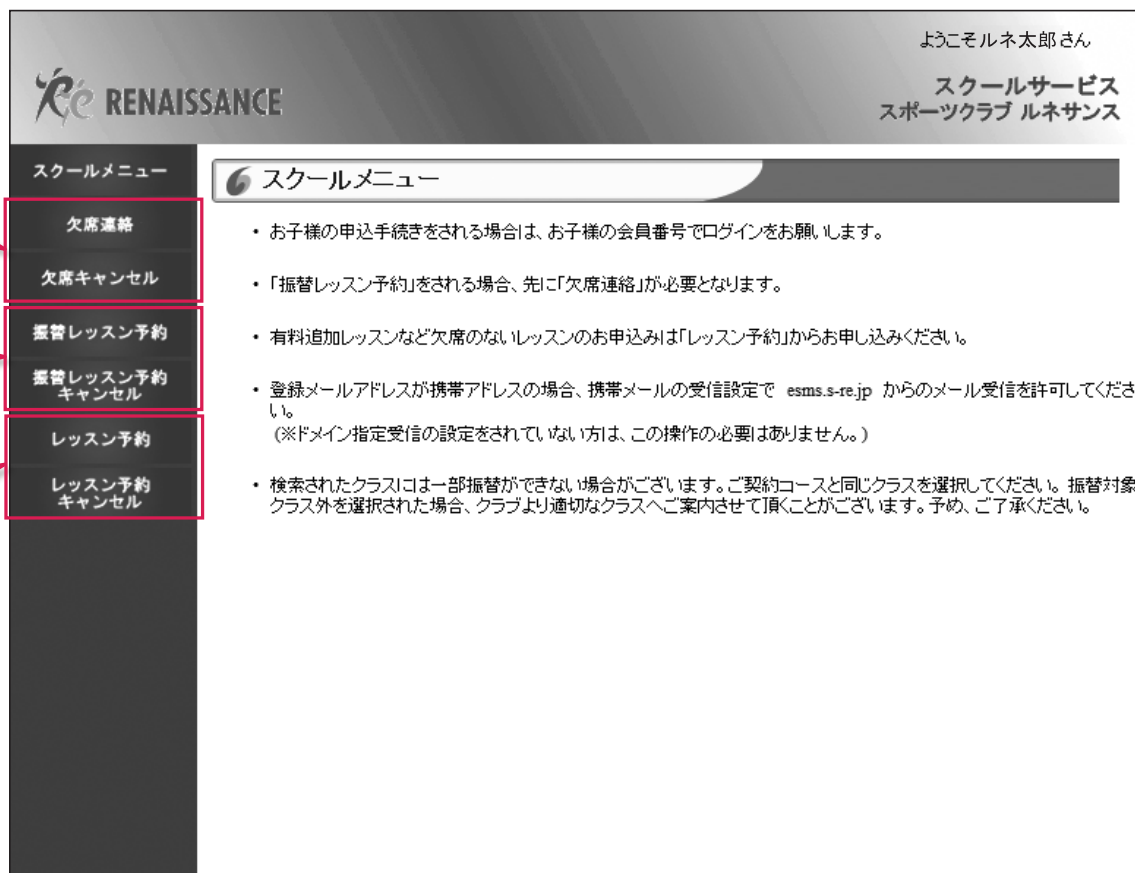 ようこそルネ太郎さん
Ré RENAISSANCE
スクールサービス
スポーツクラブ ルネサンス
スクールメニュー
欠席連絡
欠席キャンセル
振替レッスン予約
振替レッスン予約
キャンセル
レッスン予約
レッスン予約
キャンセル
スクールメニュー
・ お子様の申込手続きをされる場合は、お子様の会員番号でログインをお願いします。
・ 「振替レッスン予約」をされる場合、先に「欠席連絡」が必要となります。
・ 有料追加レッスンなど欠席のないレッスンのお申込みは「レッスン予約」からお申し込みください。
・ 登録メールアドレスが携帯アドレスの場合、携帯メールの受信設定で esms.s-re.jp からのメール受信を許可してくださ
い。
(※ドメイン指定受信の設定をされていない方は、この操作の必要はありません。)
・ 検索されたクラスには一部振替ができない場合がございます。ご契約コースと同じクラスを選択してください。振替対象
クラス外を選択された場合、クラブより適切なクラスへご案内させて頂くことがございます。予め、ご了承ください。